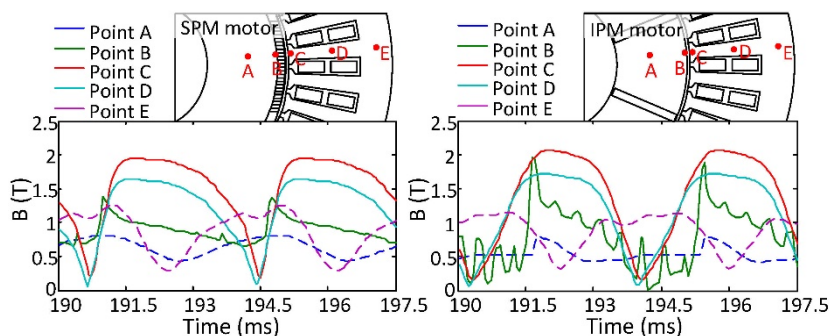 Point A
Point B
Point C
Point D
Point E
SPM motor
A
B
C
D
E
2.5
2
1.5
1
0.5
0
B (T)
190
191.5
193
194.5
196
197.5
Time (ms)
Point A
Point B
Point C
Point D
Point E
IPM motor
A
B
C
D
E
2.5
2
1.5
1
0.5
0
B (T)
190
191.5
193
194.5
196
197.5
Time (ms)